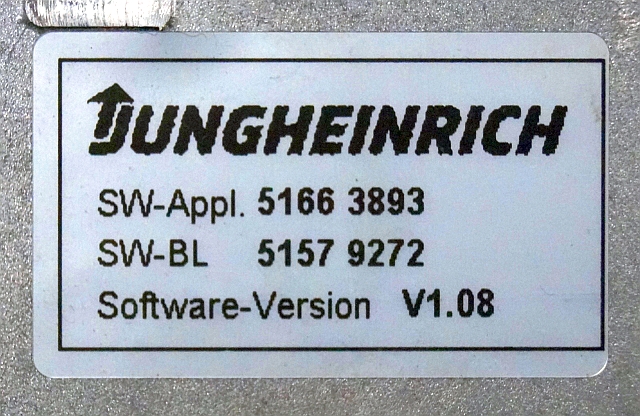 JUNGHEINRICH
SW-Appl. 5166 3893
SW-BL 5157 9272
Software-Version V1.08